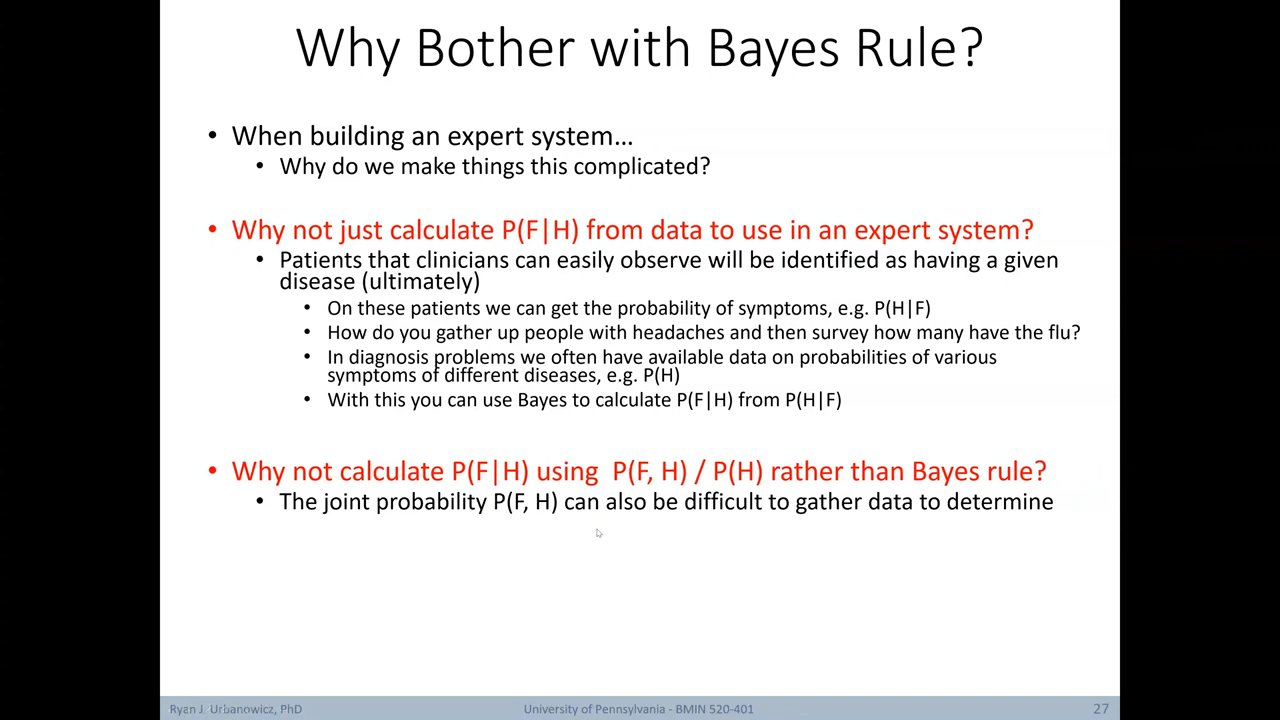 Why Bother with Bayes Rule?
• When building an expert system…
• Why do we make things this complicated?
• Why not just calculate P(F|H) from data to use in an expert system?
• Patients that clinicians can easily observe will be identified as having a given
disease (ultimately)
• On these patients we can get the probability of symptoms, e.g. P(H|F)
• How do you gather up people with headaches and then survey how many have the flu?
• In diagnosis problems we often have available data on probabilities of various
symptoms of different diseases, e.g. P(H)
• With this you can use Bayes to calculate P(F|H) from P(H|F)
• Why not calculate P(F|H) using P(F, H) / P(H) rather than Bayes rule?
• The joint probability P(F, H) can also be difficult to gather data to determine
Ryan J. Urbanowicz, PhD
University of Pennsylvania - BMIN 520-401
27